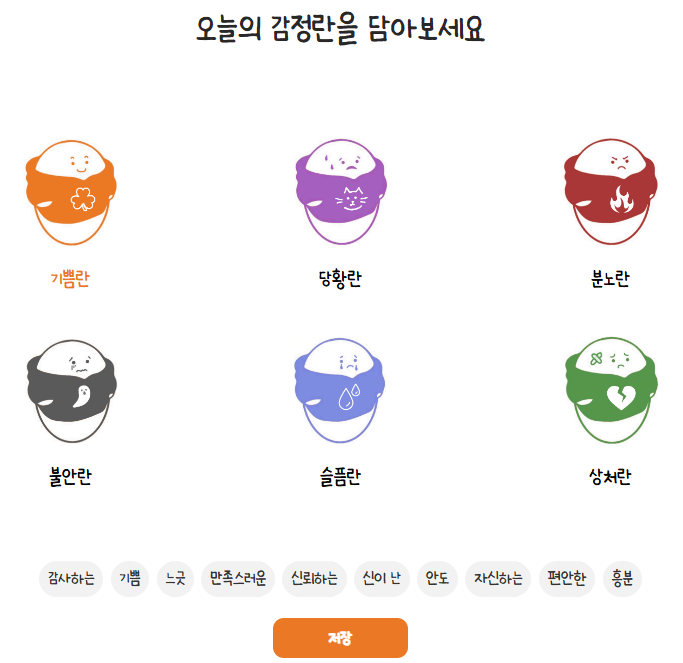 오늘의 감정란을 담아보세요
기쁨란 당황란 분노란
불안란 슬픔란 상처란
감사하는 기쁨 느긋 만족스러운 신뢰하는 신이 난 안도 자신하는 편안한 흥분
저장